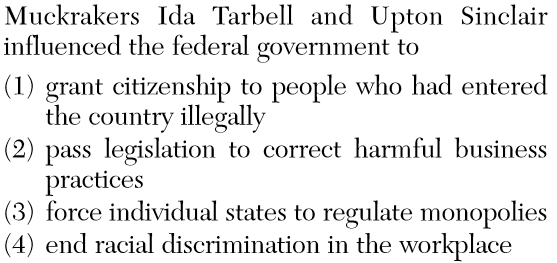 Muckrakers Ida Tarbell and Upton Sinclair
influenced the federal government to
(1) grant citizenship to people who had entered
the country illegally
(2) pass legislation to correct harmful business
practices
(3) force individual states to regulate monopolies
(4) end racial discrimination in the workplace